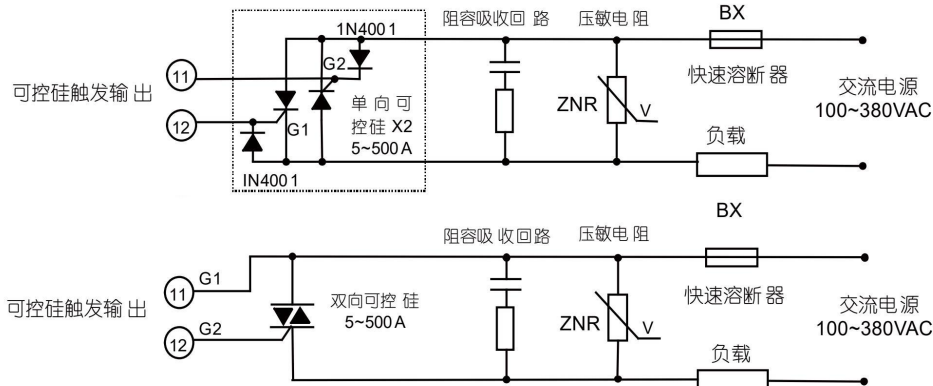 阻容吸收回路 压敏电阻 BX
1N4001
11
G2
快速溶断器
可控硅触发输出
单向可
控硅 X2
5~500A
ZNR
V
交流电源
100~380VAC
12
G1
负载
IN4001
BX
阻容吸收回路 压敏电阻
G1
11
快速溶断器
可控硅触发输出
双向可控硅
5~500A
ZNR
V
交流电源
100~380VAC
G2
12
负载